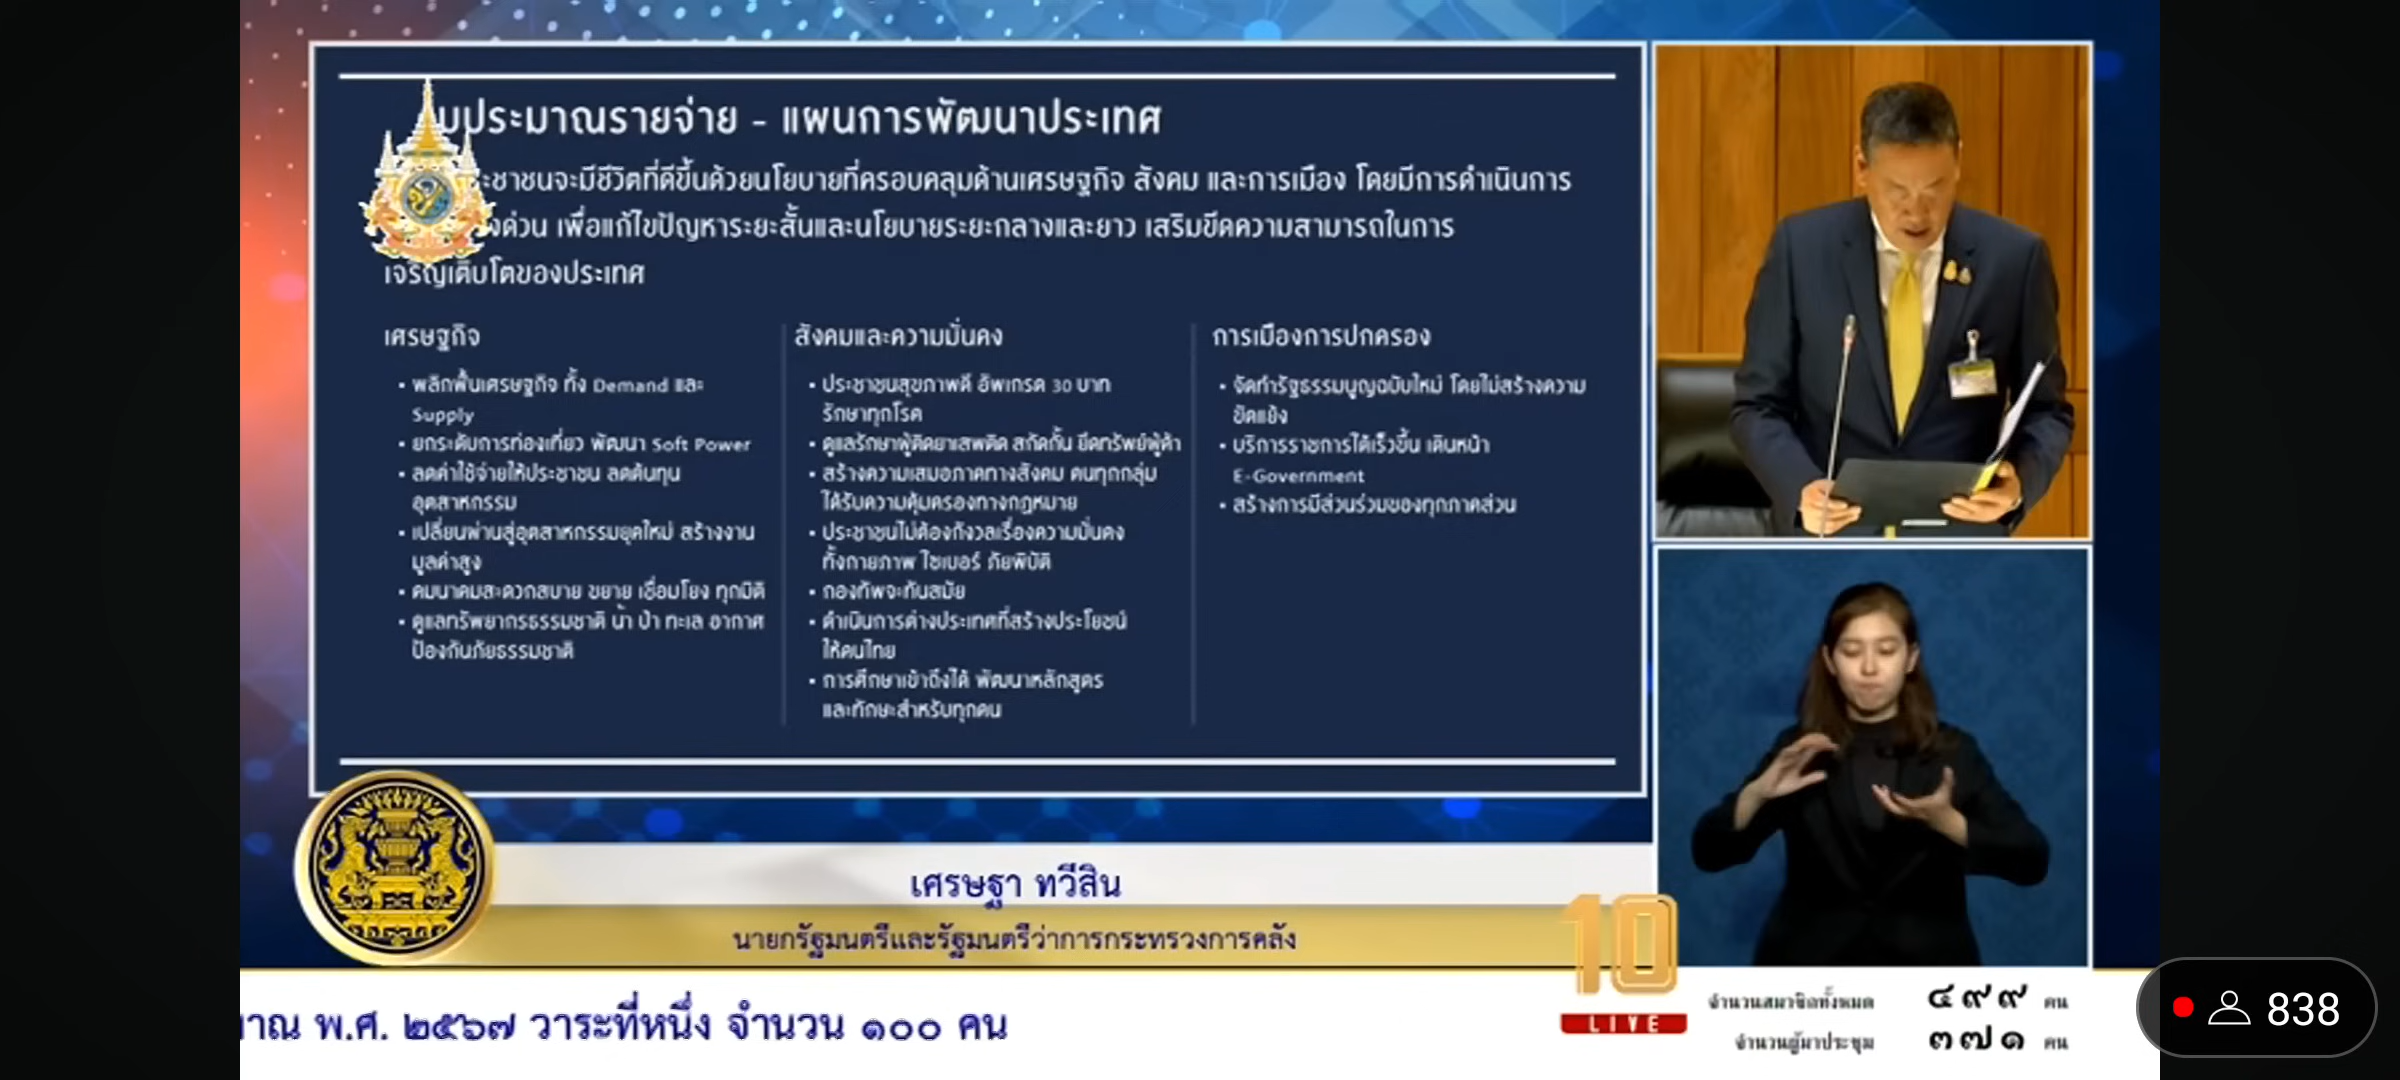 บประมาณรายจ่าย - แผนการพัฒนาประเทศ
ะชาชนจะมีชีวิตที่ดีขึ้นด้วยนโยบายที่ครอบคลุมด้านเศรษฐกิจ สังคม และการเมือง โดยมีการดำเนินการ
งด่วน เพื่อแก้ไขปัญหาระยะสั้นและนโยบายระยะกลางและยาว เสริมขีดความสามารถในการ
เจริญเติบโตของประเทศ
เศรษฐกิจ
• พลิกฟื้นเศรษฐกิจ ทั้ง Demand และ
Supply
• ยกระดับการท่องเที่ยว พัฒนา Soft Power
• ลดค่าใช้จ่ายให้ประชาชน ลดต้นทุน
อุตสาหกรรม
• เปลี่ยนผ่านสู่อุตสาหกรรมยุคใหม่ สร้างงาน
มูลค่าสูง
• คมนาคมสะดวกสบาย ขยาย เชื่อมโยง ทุกมิติ
• ดูแลทรัพยากรธรรมชาติ น้ำ ป่า ทะเล อากาศ
ป้องกันภัยธรรมชาติ
สังคมและความมั่นคง
• ประชาชนสุขภาพดี อัพเกรด 30 บาท
รักษาทุกโรค
• ดูแลรักษาผู้ติดยาเสพติด สกัดกั้น ยึดทรัพย์ผู้ค้า
• สร้างความเสมอภาคทางสังคม คนทุกกลุ่ม
ได้รับความคุ้มครองทางกฎหมาย
• ประชาชนไม่ต้องกังวลเรื่องความมั่นคง
ทั้งกายภาพ ไซเบอร์ ภัยพิบัติ
• กองทัพจะทันสมัย
• ดำเนินการต่างประเทศที่สร้างประโยชน์
ให้คนไทย
• การศึกษาเข้าถึงได้ พัฒนาหลักสูตร
และทักษะสำหรับทุกคน
การเมืองการปกครอง
• จัดทำรัฐธรรมนูญฉบับใหม่ โดยไม่สร้างความ
ขัดแย้ง
• บริการราชการได้เร็วขึ้น เดินหน้า
E-Government
• สร้างการมีส่วนร่วมของทุกภาคส่วน
เศรษฐา ทวีสิน
นายกรัฐมนตรีและรัฐมนตรีว่าการกระทรวงการคลัง
10
LIVE
าณ พ.ศ. ๒๕๖๗ วาระที่หนึ่ง จำนวน ๑๐๐ คน
จำนวนสมาชิกทั้งหมด ๔๙๙ คน
จำนวนผู้มาประชุม ๓๗๑ คน
838